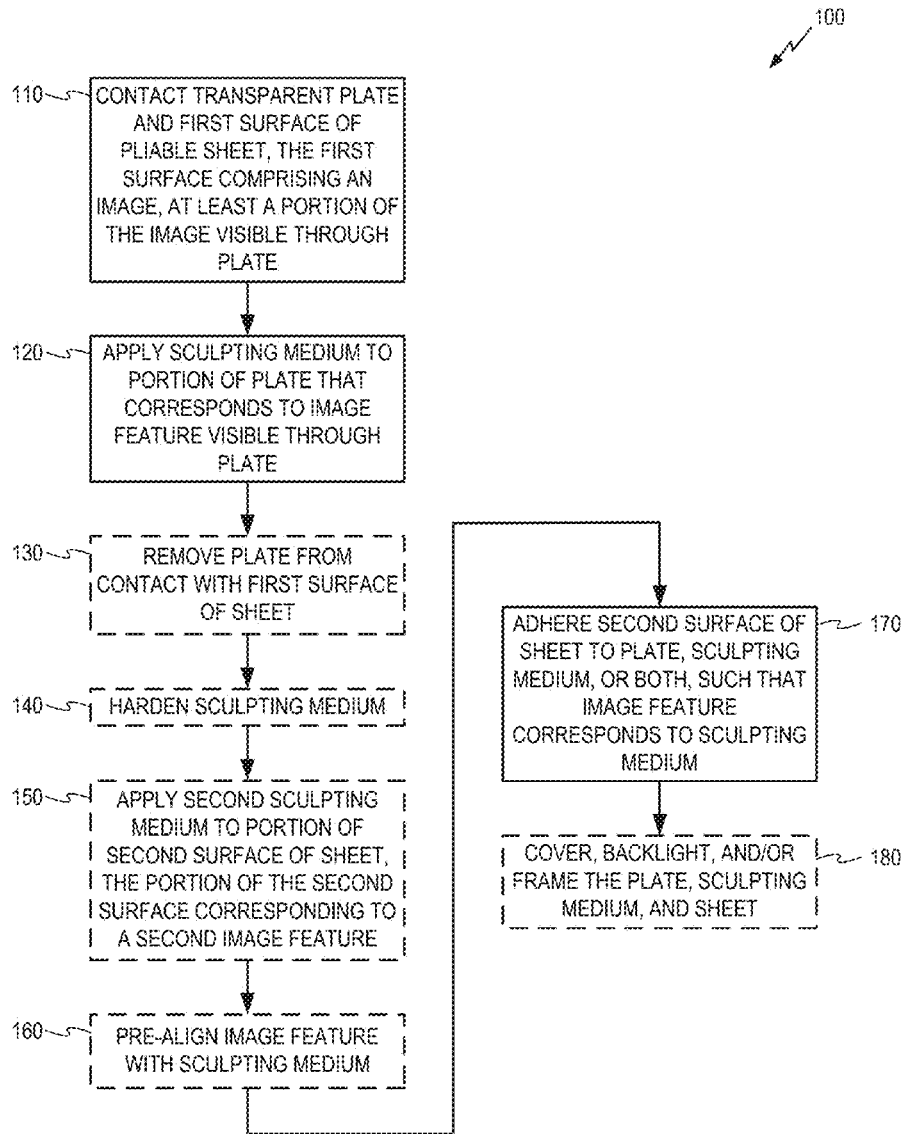 100
110
CONTACT TRANSPARENT PLATE
AND FIRST SURFACE OF
PLIABLE SHEET, THE FIRST
SURFACE COMPRISING AN
IMAGE, AT LEAST A PORTION OF
THE IMAGE VISIBLE THROUGH
PLATE
120
APPLY SCULPTING MEDIUM TO
PORTION OF PLATE THAT
CORRESPONDS TO IMAGE
FEATURE VISIBLE THROUGH
PLATE
130
REMOVE PLATE FROM
CONTACT WITH FIRST SURFACE
OF SHEET
140
HARDEN SCULPTING MEDIUM
150
APPLY SECOND SCULPTING
MEDIUM TO PORTION OF
SECOND SURFACE OF SHEET,
THE PORTION OF THE SECOND
SURFACE CORRESPONDING TO
A SECOND IMAGE FEATURE
160
PRE-ALIGN IMAGE FEATURE
WITH SCULPTING MEDIUM
170
ADHERE SECOND SURFACE OF
SHEET TO PLATE, SCULPTING
MEDIUM, OR BOTH, SUCH THAT
IMAGE FEATURE
CORRESPONDS TO SCULPTING
MEDIUM
180
COVER, BACKLIGHT, AND/OR
FRAME THE PLATE, SCULPTING
MEDIUM, AND SHEET